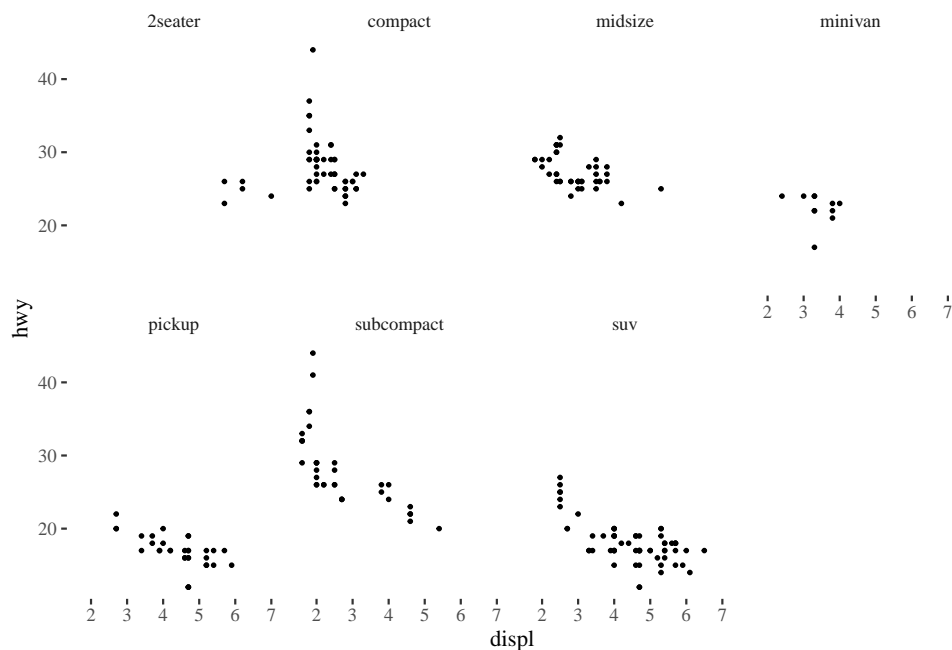 2seater compact midsize minivan
40
30
20
2 3 4 5 6 7
hwy
pickup subcompact suv
40
30
20
2 3 4 5 6 7 2 3 4 5 6 7 2 3 4 5 6 7
displ